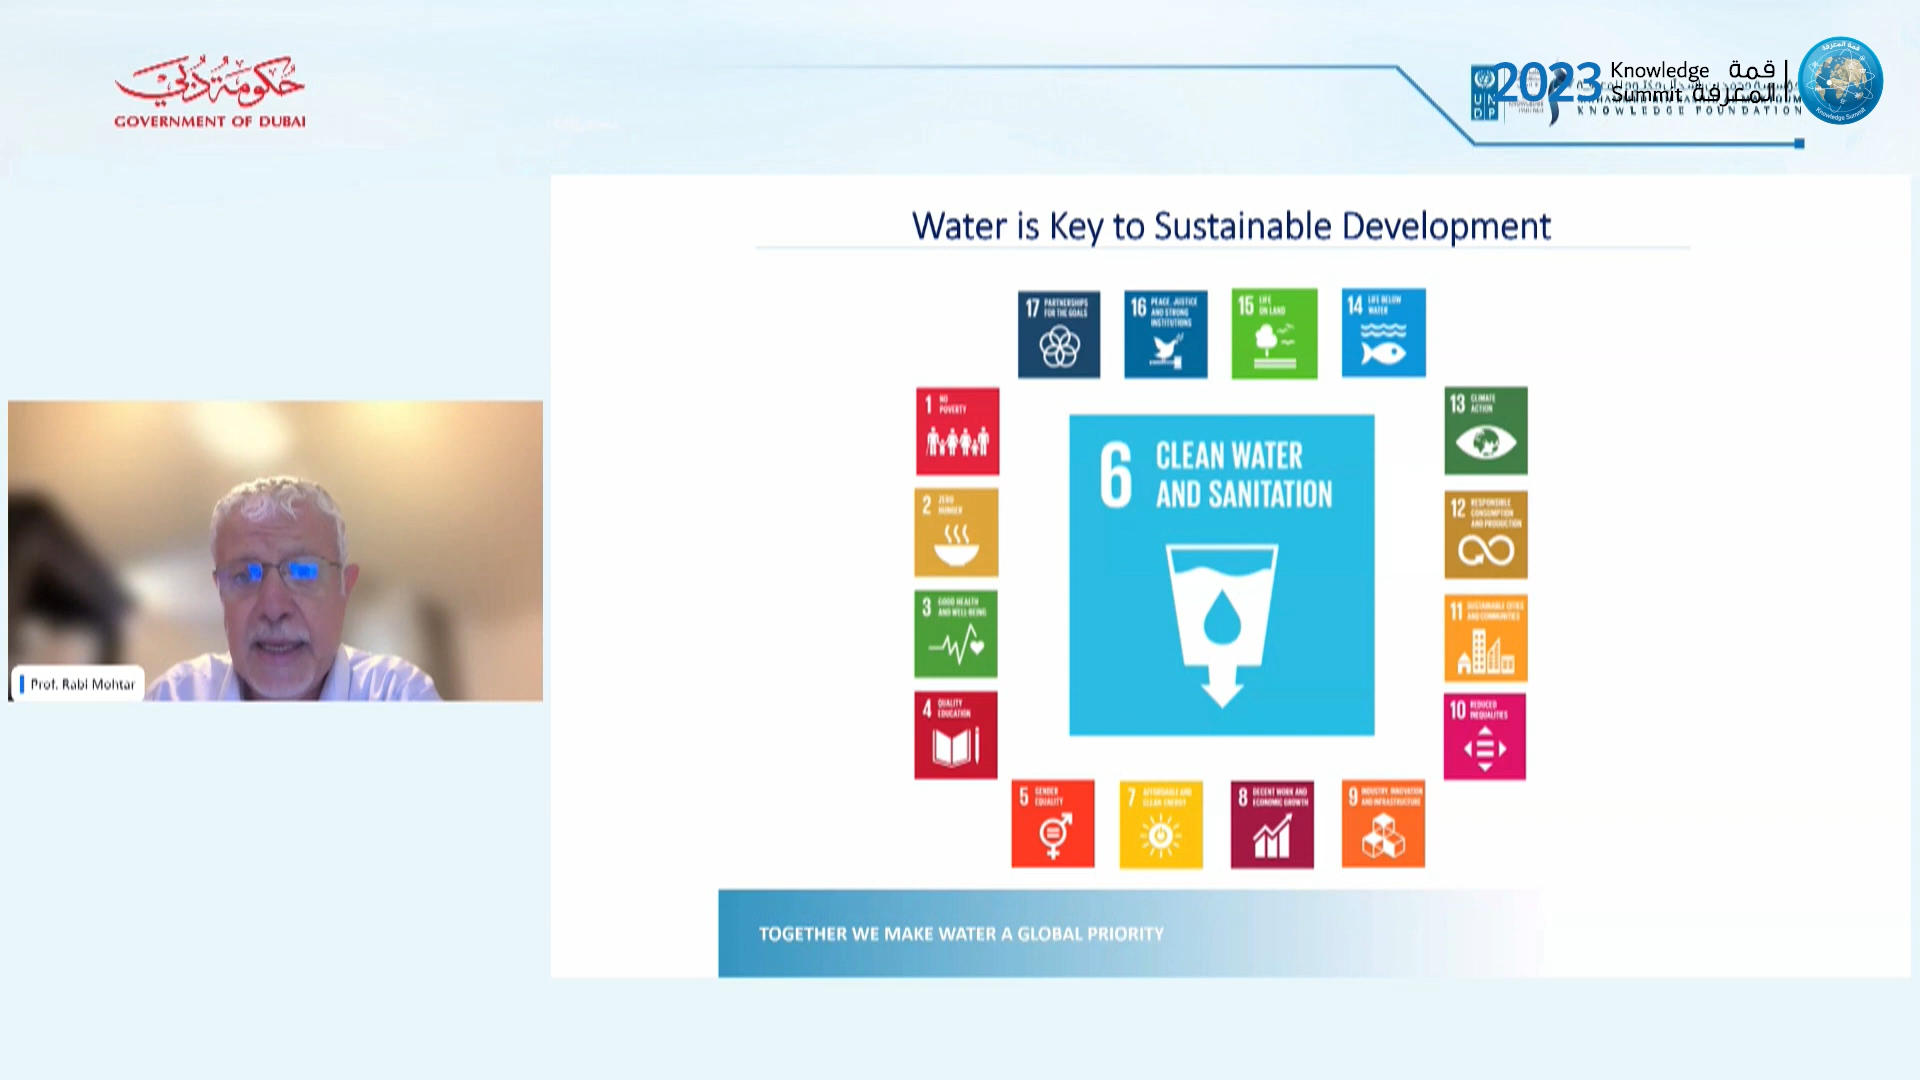 حكومة دبي
GOVERNMENT OF DUBAI
2023
Knowledge
Summit
قمة
المعرفة
U N
D P
KNOWLEDGE FOUNDATION
قمة المعرفة
Knowledge Summit
Water is Key to Sustainable Development
17 PARTNERSHIPS
FOR THE GOALS
16 PEACE, JUSTICE
AND STRONG
INSTITUTIONS
15 LIFE
ON LAND
14 LIFE BELOW
WATER
1 NO
POVERTY
13 CLIMATE
ACTION
6 CLEAN WATER
AND SANITATION
2 ZERO
HUNGER
12 RESPONSIBLE
CONSUMPTION
AND PRODUCTION
3 GOOD HEALTH
AND WELL-BEING
11 SUSTAINABLE CITIES
AND COMMUNITIES
4 QUALITY
EDUCATION
10 REDUCED
INEQUALITIES
5 GENDER
EQUALITY
7 AFFORDABLE AND
CLEAN ENERGY
8 DECENT WORK AND
ECONOMIC GROWTH
9 INDUSTRY, INNOVATION
AND INFRASTRUCTURE
Prof. Rabi Mohtar
TOGETHER WE MAKE WATER A GLOBAL PRIORITY